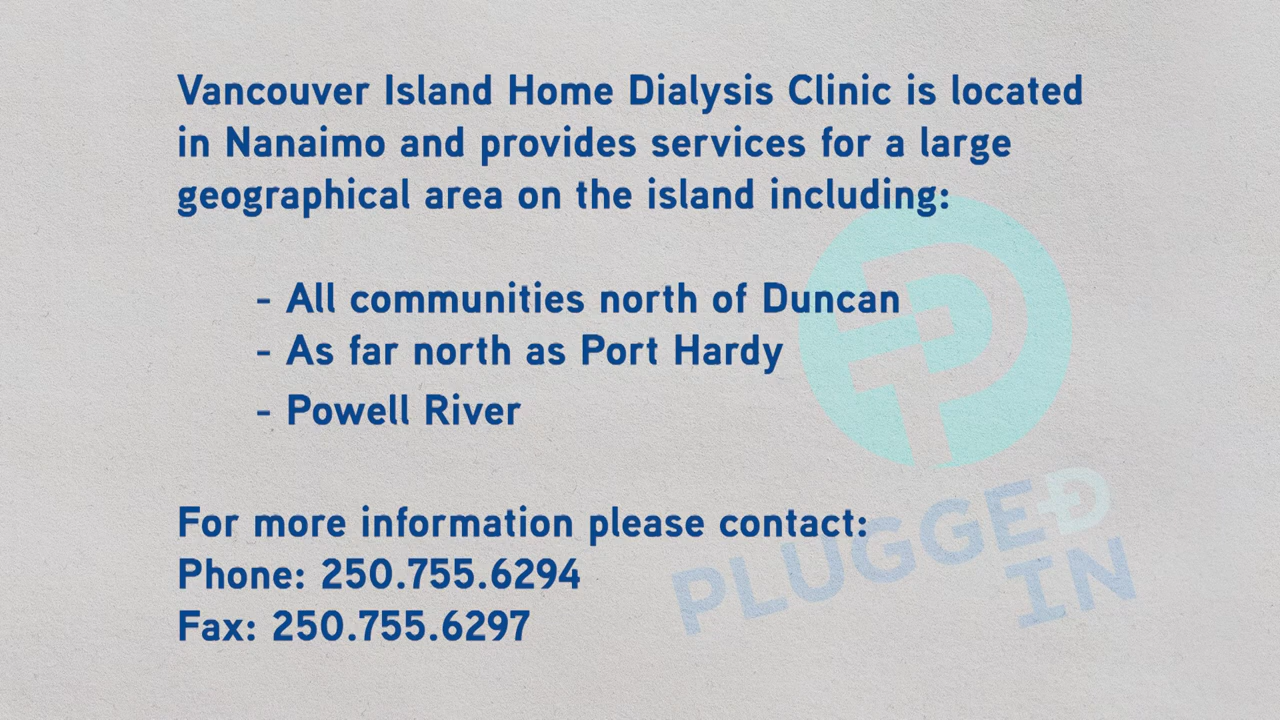 Vancouver Island Home Dialysis Clinic is located
in Nanaimo and provides services for a large
geographical area on the island including:
- All communities north of Duncan
- As far north as Port Hardy
- Powell River
For more information please contact:
Phone: 250.755.6294
Fax: 250.755.6297
PLUGGED
IN